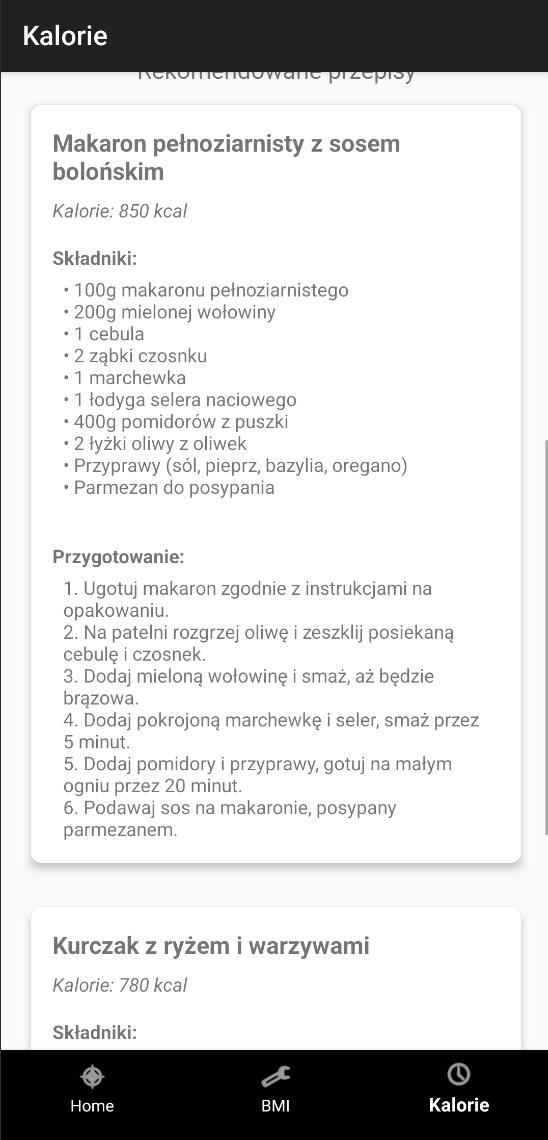 Kalorie
Rekomendowane przepisy
Makaron pełnoziarnisty z sosem
bolońskim
Kalorie: 850 kcal
Składniki:
• 100g makaronu pełnoziarnistego
• 200g mielonej wołowiny
• 1 cebula
• 2 ząbki czosnku
• 1 marchewka
• 1 łodyga selera naciowego
• 400g pomidorów z puszki
• 2 łyżki oliwy z oliwek
• Przyprawy (sól, pieprz, bazylia, oregano)
• Parmezan do posypania
Przygotowanie:
1. Ugotuj makaron zgodnie z instrukcjami na
opakowaniu.
2. Na patelni rozgrzej oliwę i zeszklij posiekaną
cebulę i czosnek.
3. Dodaj mieloną wołowinę i smaż, aż będzie
brązowa.
4. Dodaj pokrojoną marchewkę i seler, smaż przez
5 minut.
5. Dodaj pomidory i przyprawy, gotuj na małym
ogniu przez 20 minut.
6. Podawaj sos na makaronie, posypany
parmezanem.
Kurczak z ryżem i warzywami
Kalorie: 780 kcal
Składniki:
Home
BMI
Kalorie